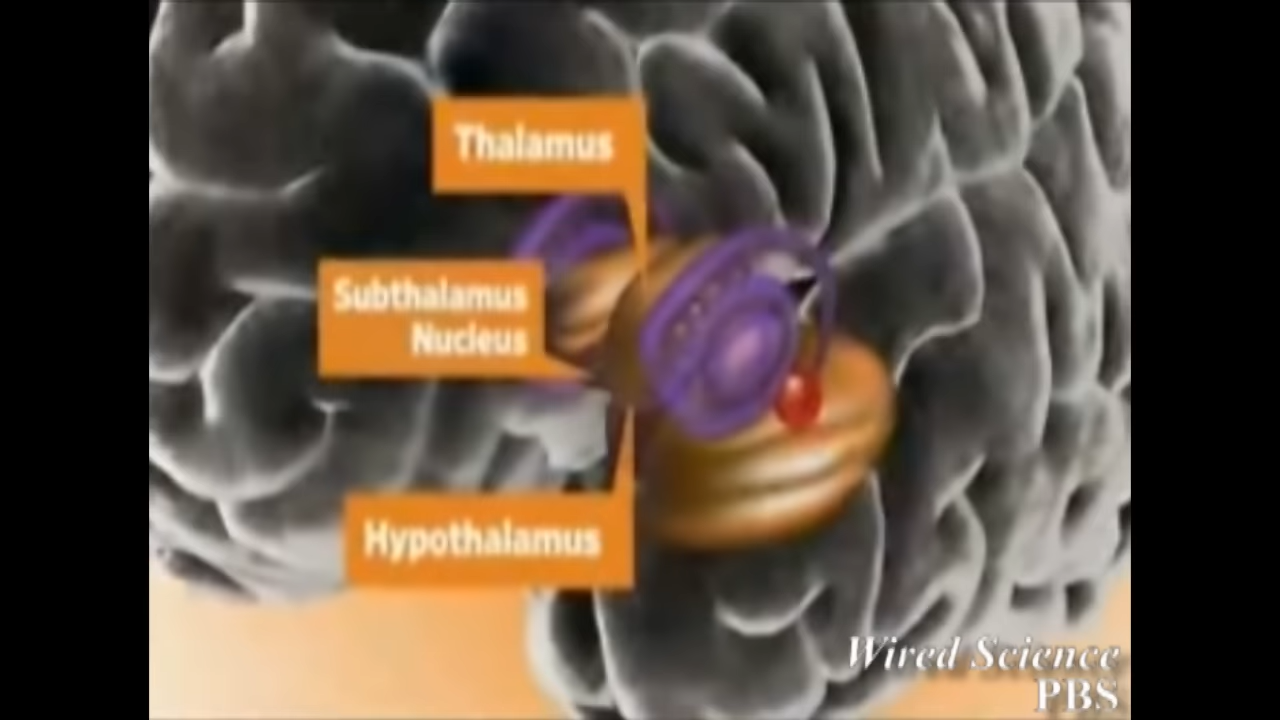 Thalamus
Subthalamus
Nucleus
Hypothalamus
Wired Science
PBS